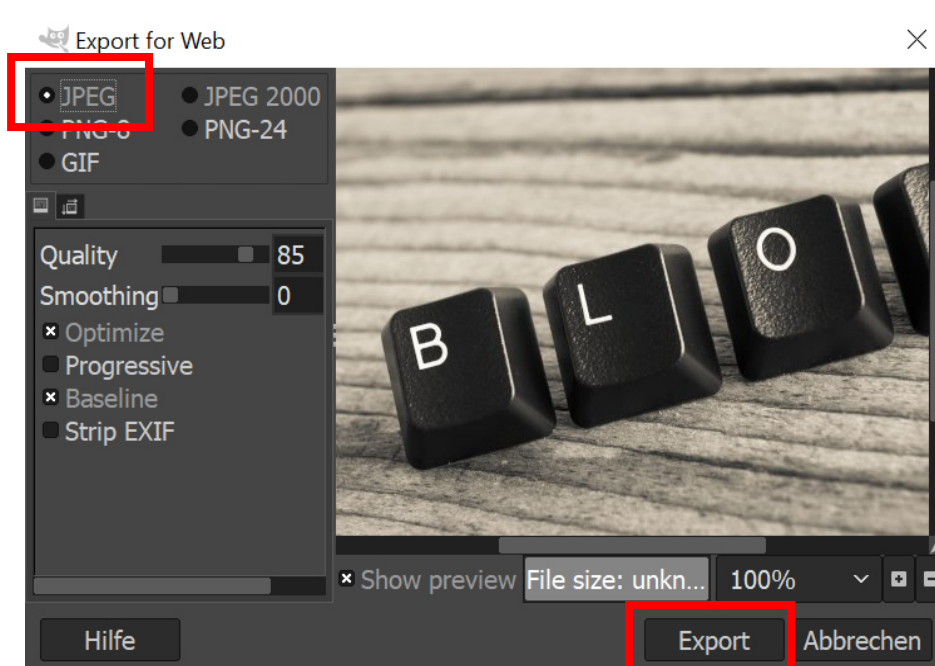 Export for Web
JPEG JPEG 2000
PNG-8 PNG-24
GIF
Quality 85
Smoothing 0
Optimize
Progressive
Baseline
Strip EXIF
B L O
Show preview File size: unkn... 100%
Hilfe Export Abbrechen